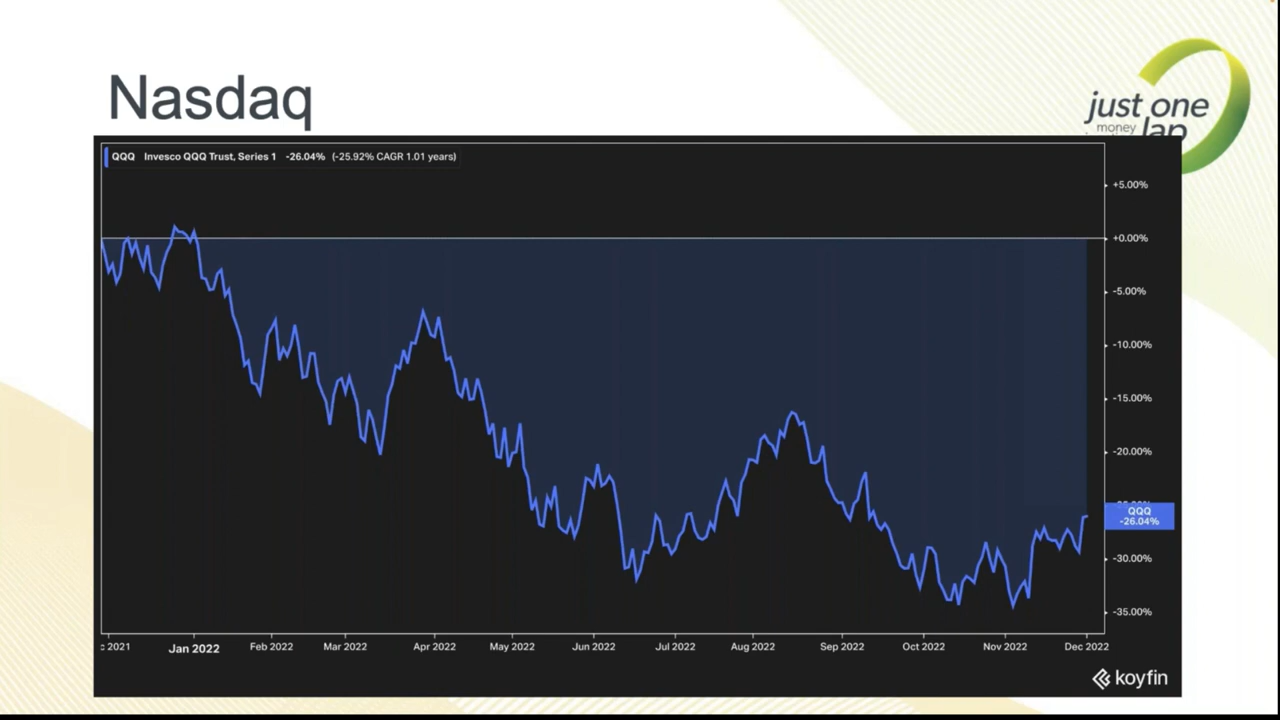 Nasdaq
just one
money lap
QQQ Invesco QQQ Trust, Series 1 -26.04% (-25.92% CAGR 1.01 years)
+5.00%
+0.00%
-5.00%
-10.00%
-15.00%
-20.00%
QQQ
-26.04%
-30.00%
-35.00%
c 2021 Jan 2022 Feb 2022 Mar 2022 Apr 2022 May 2022 Jun 2022 Jul 2022 Aug 2022 Sep 2022 Oct 2022 Nov 2022 Dec 2022
koyfin